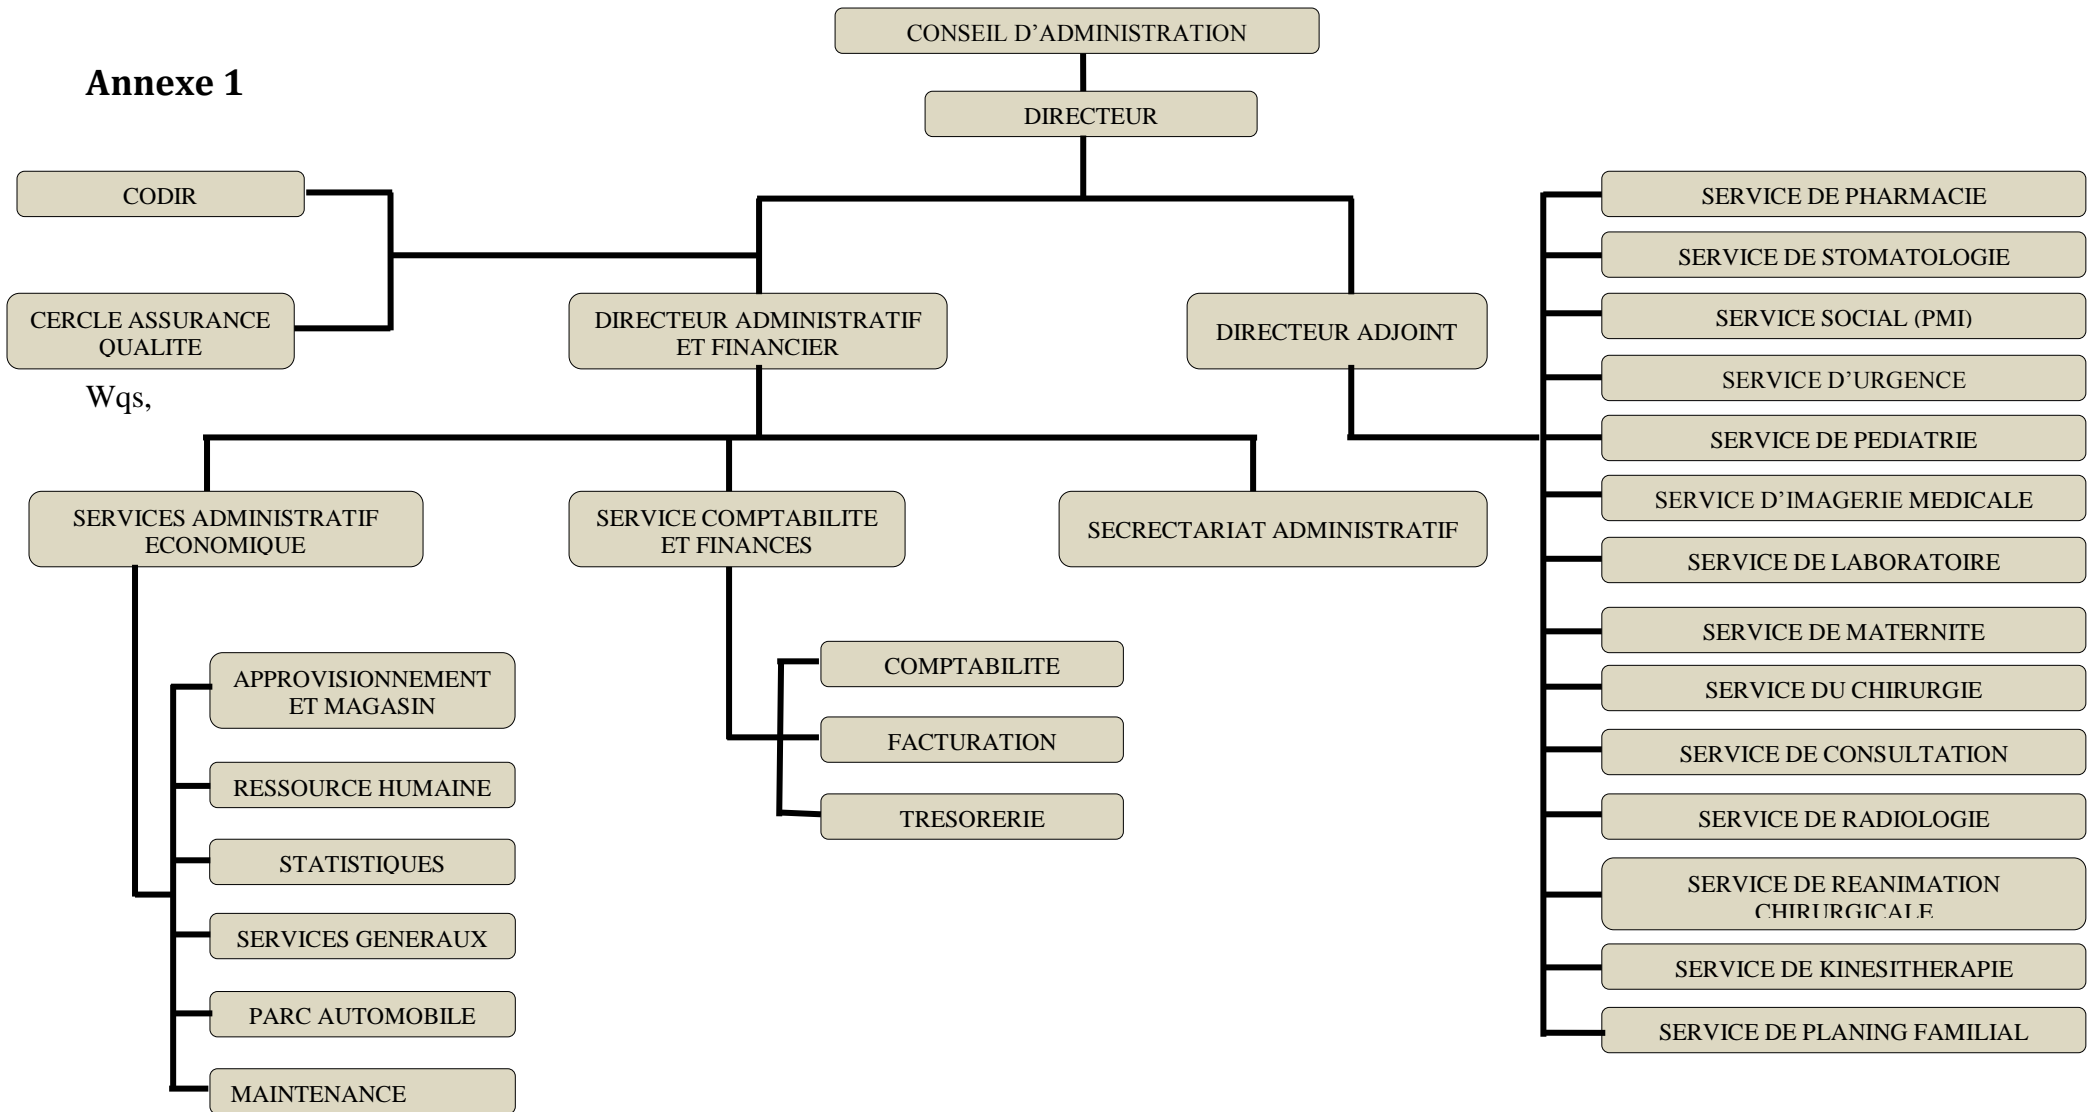 CONSEIL D’ADMINISTRATION
Annexe 1
DIRECTEUR
CODIR
CERCLE ASSURANCE
QUALITE
DIRECTEUR ADMINISTRATIF
ET FINANCIER
DIRECTEUR ADJOINT
Wqs,
SERVICES ADMINISTRATIF
ECONOMIQUE
SERVICE COMPTABILITE
ET FINANCES
SECRECTARIAT ADMINISTRATIF
APPROVISIONNEMENT
ET MAGASIN
RESSOURCE HUMAINE
STATISTIQUES
SERVICES GENERAUX
PARC AUTOMOBILE
MAINTENANCE
COMPTABILITE
FACTURATION
TRESORERIE
SERVICE DE PHARMACIE
SERVICE DE STOMATOLOGIE
SERVICE SOCIAL (PMI)
SERVICE D’URGENCE
SERVICE DE PEDIATRIE
SERVICE D’IMAGERIE MEDICALE
SERVICE DE LABORATOIRE
SERVICE DE MATERNITE
SERVICE DU CHIRURGIE
SERVICE DE CONSULTATION
SERVICE DE RADIOLOGIE
SERVICE DE REANIMATION
CHIRURGICALE
SERVICE DE KINESITHERAPIE
SERVICE DE PLANING FAMILIAL